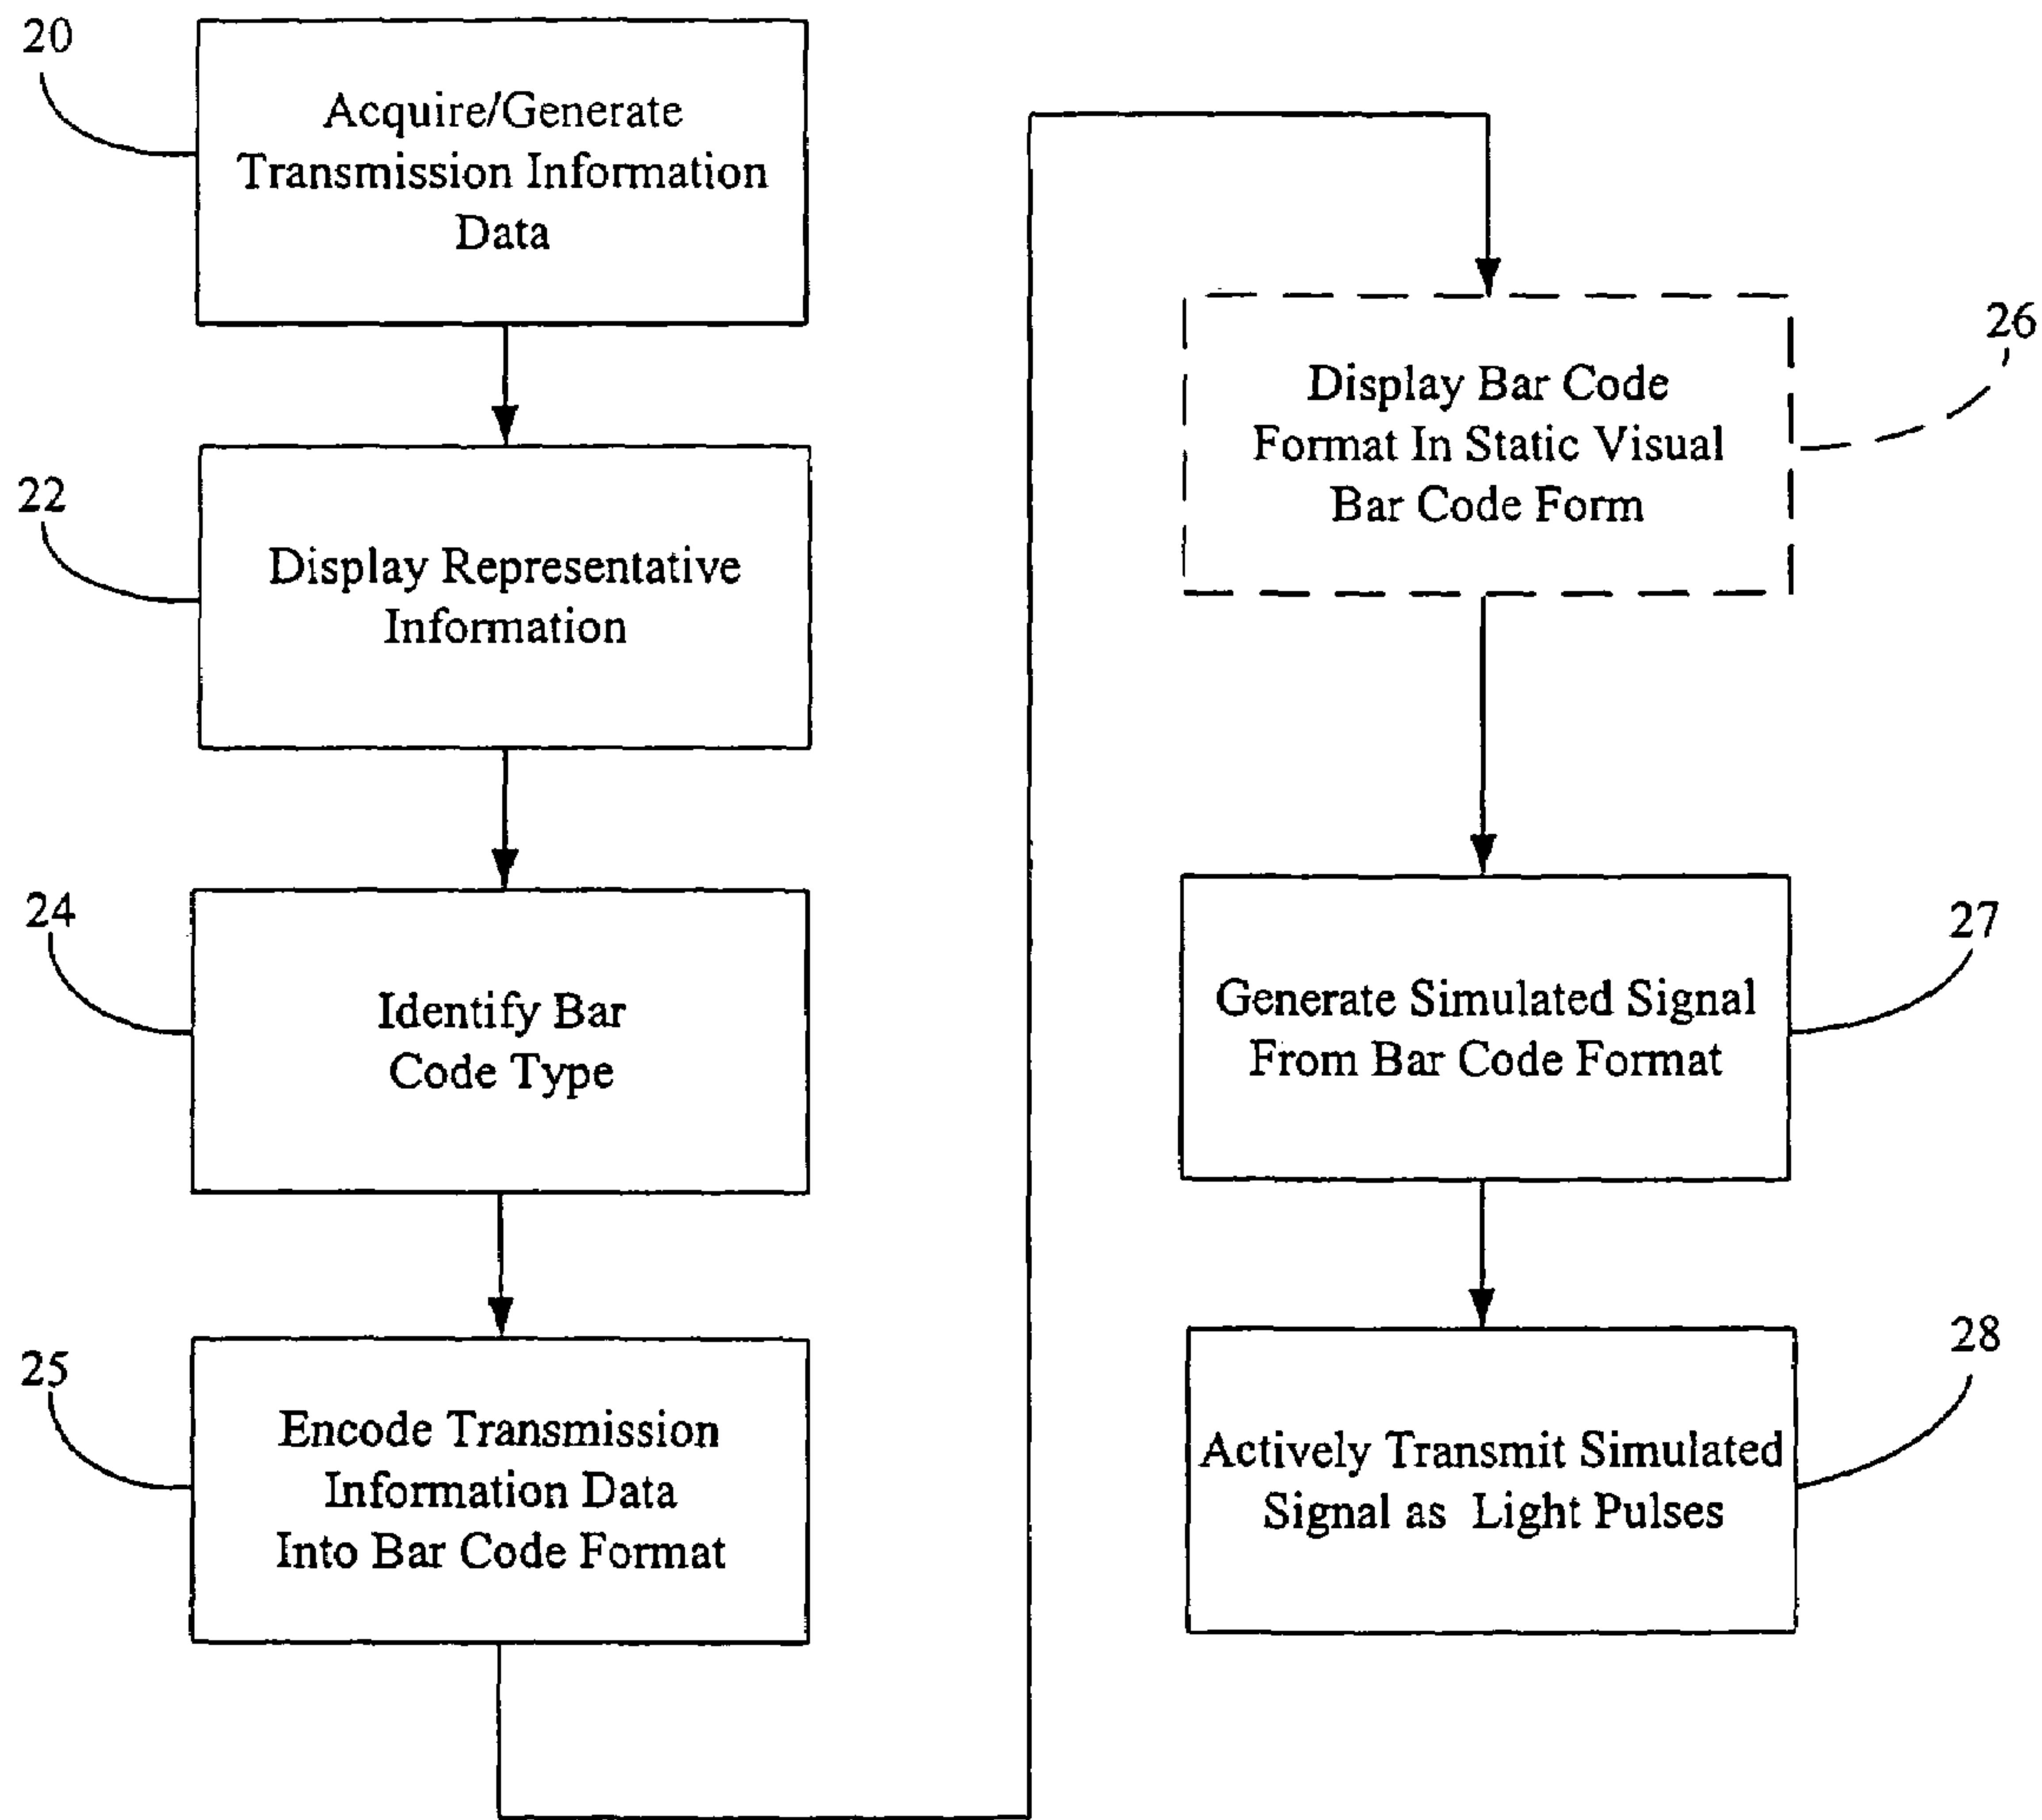 20
Acquire/Generate
Transmission Information
Data
22
Display Representative
Information
24
Identify Bar
Code Type
25
Encode Transmission
Information Data
Into Bar Code Format
26
Display Bar Code
Format In Static Visual
Bar Code Form
27
Generate Simulated Signal
From Bar Code Format
28
Actively Transmit Simulated
Signal as Light Pulses